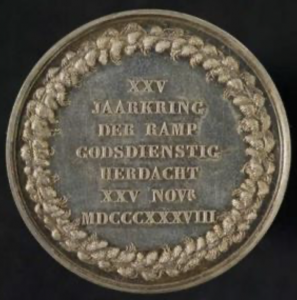 XXV
JAARKRING
DER RAMP
GODSDIENSTIG
HERDACHT
XXV NOVR
MDCCCXXXVIII